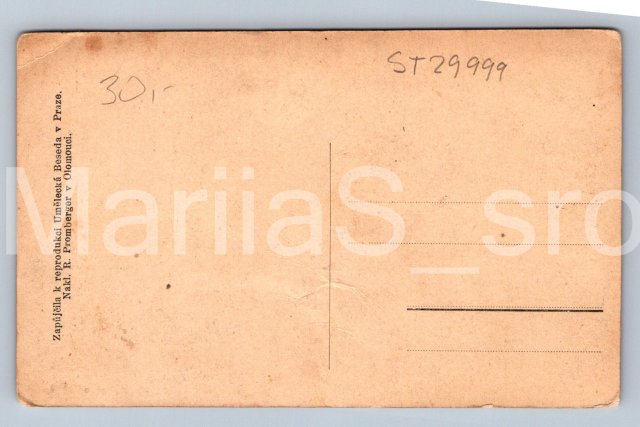 30,-
ST29999
Zapůjčila k reprodukci Umělecká Beseda v Praze.
Nakl. R. Promberger v Olomouci.
MariiaS_sro